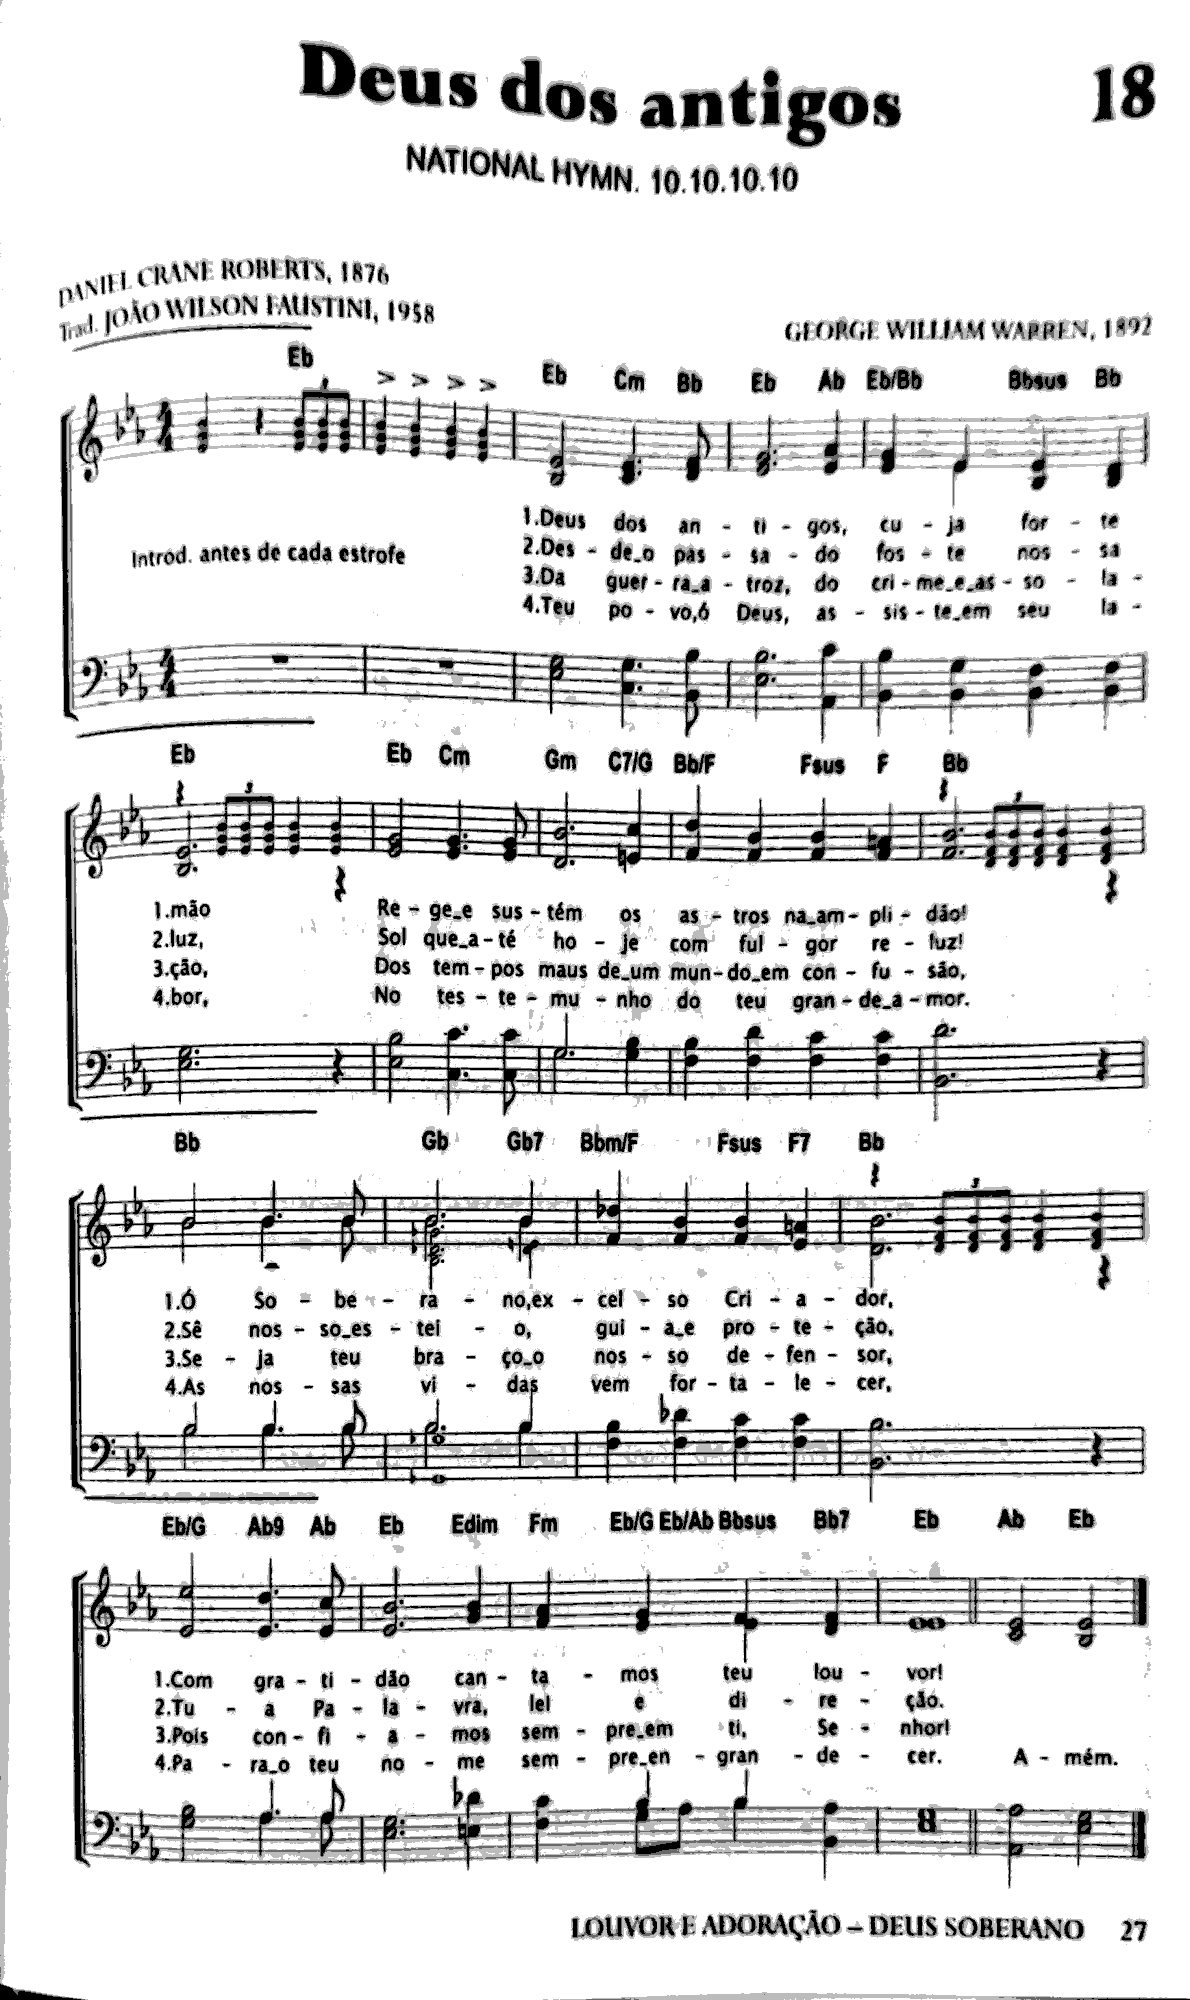 Deus dos antigos 18
NATIONAL HYMN. 10.10.10.10
DANIEL CRANE ROBERTS, 1876
Trad. JOÃO WILSON FAUSTINI, 1958
GEORGE WILLIAM WARREN, 1892
Eb Eb Cm Bb Eb Ab Eb/Bb Bbsus Bb
1.Deus dos an - ti - gos, cu - ja for - te
Introd. antes de cada estrofe
2.Des - de_o pas - sa - do fos - te nos - sa
3.Da guer - ra_a - troz, do cri - me_e_as - so - la -
4.Teu po - vo,ó Deus, as - sis - te_em seu la -
Eb Eb Cm Gm C7/G Bb/F Fsus F Bb
3 3
1.mão Re - ge_e sus - tém os as - tros na_am - pli - dão!
2.luz, Sol que_a - té ho - je com ful - gor re - luz!
3.ção, Dos tem - pos maus de_um mun - do_em con - fu - são,
4.bor, No tes - te - mu - nho do teu gran - de_a - mor.
Bb Gb Gb7 Bbm/F Fsus F7 Bb
3
1.Ó So - be - ra - no,ex - cel - so Cri - a - dor,
2.Sê nos - so_es - tei - o, gui - a_e pro - te - ção,
3.Se - ja teu bra - ço_o nos - so de - fen - sor,
4.As nos - sas vi - das vem for - ta - le - cer,
Eb/G Ab9 Ab Eb Edim Fm Eb/G Eb/Ab Bbsus Bb7 Eb Ab Eb
1.Com gra - ti - dão can - ta - mos teu lou - vor!
2.Tu - a Pa - la - vra, lei e di - re - ção.
3.Pois con - fi - a - mos sem - pre_em ti, Se - nhor!
4.Pa - ra_o teu no - me sem - pre_en - gran - de - cer. A - mém.
LOUVOR E ADORAÇÃO – DEUS SOBERANO 27